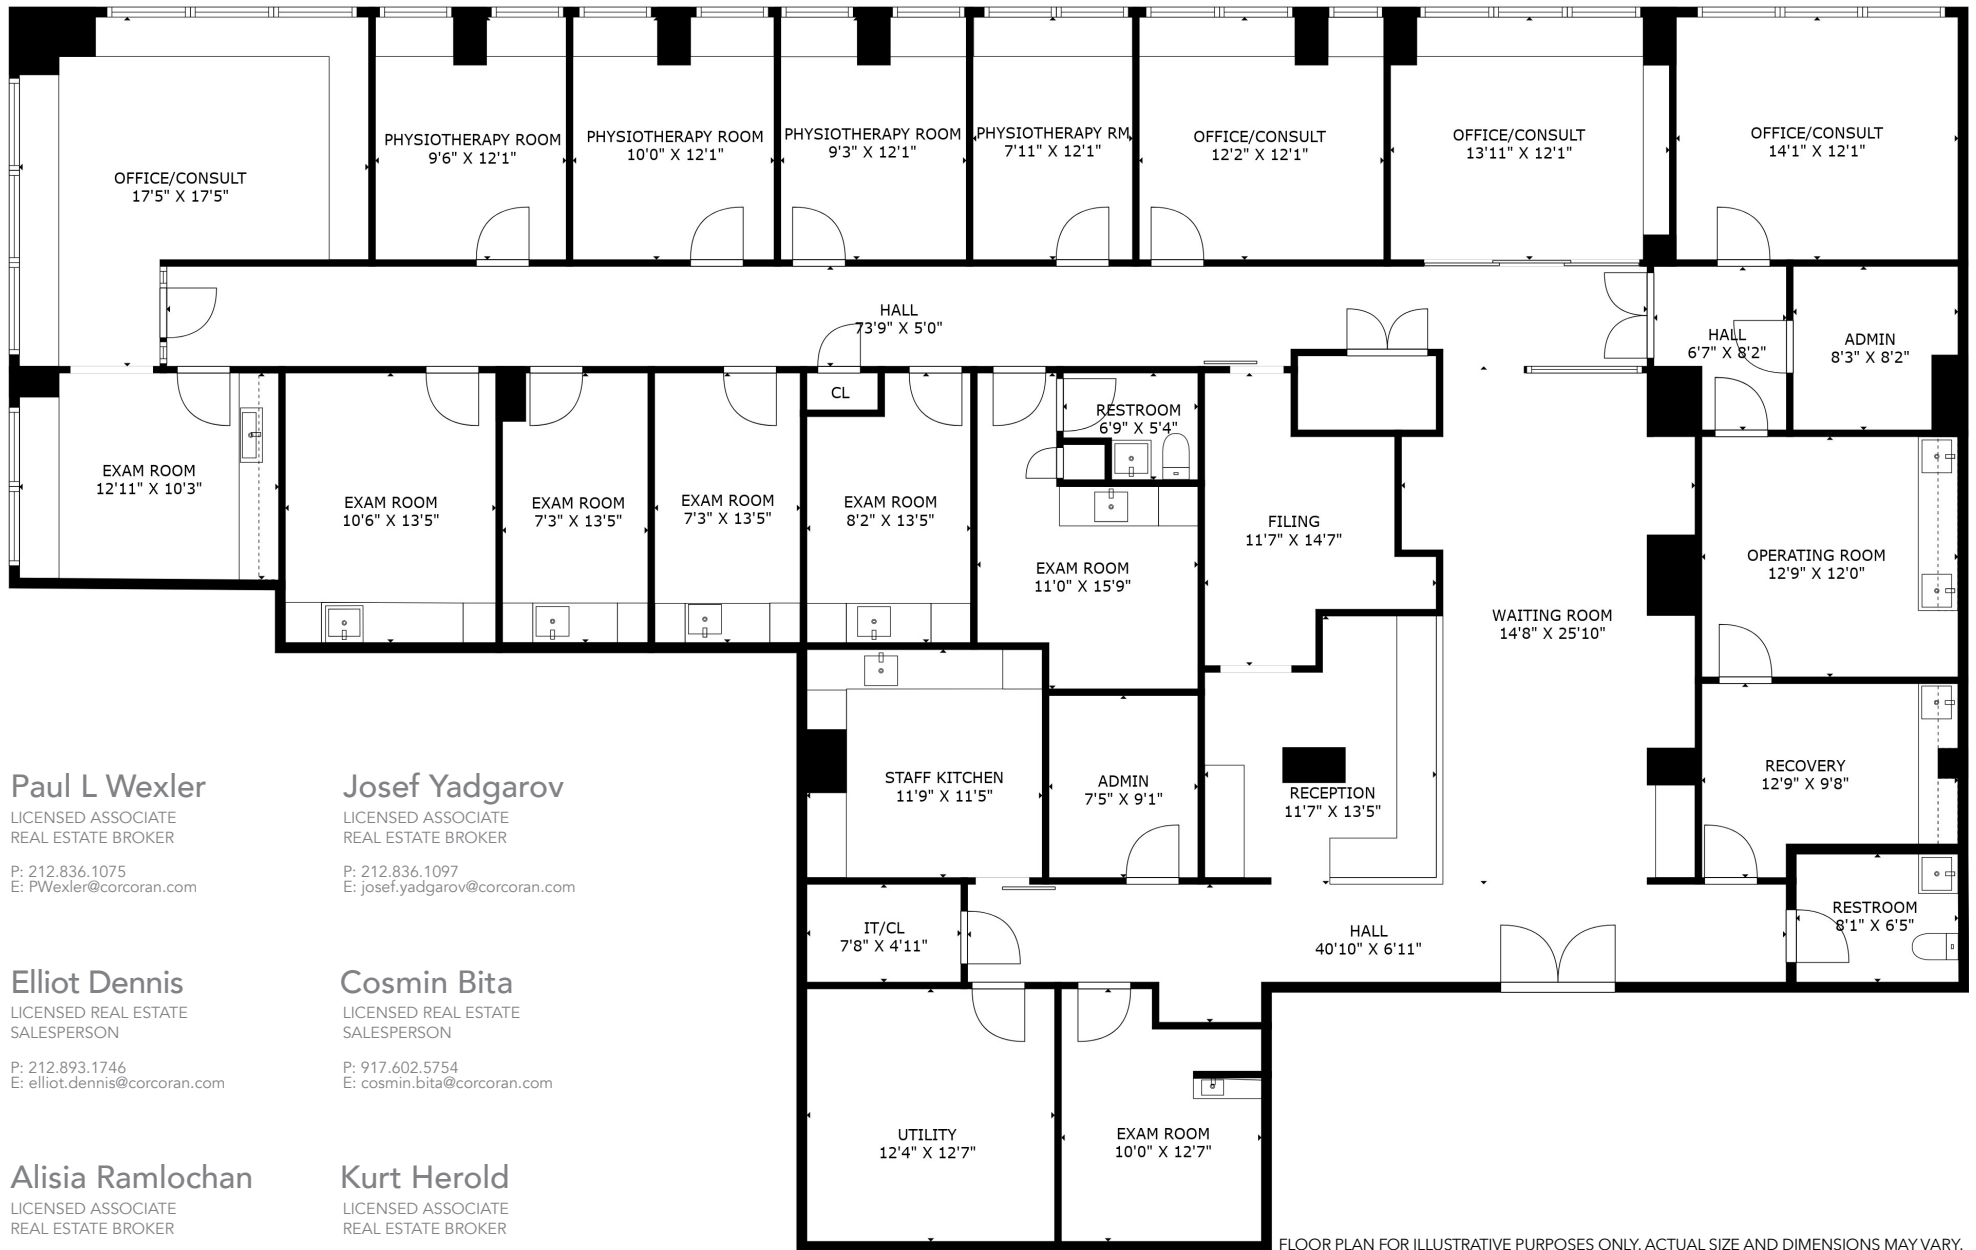 OFFICE/CONSULT
17'5" X 17'5"
PHYSIOTHERAPY ROOM
9'6" X 12'1"
PHYSIOTHERAPY ROOM
10'0" X 12'1"
PHYSIOTHERAPY ROOM
9'3" X 12'1"
PHYSIOTHERAPY RM
7'11" X 12'1"
OFFICE/CONSULT
12'2" X 12'1"
OFFICE/CONSULT
13'11" X 12'1"
OFFICE/CONSULT
14'1" X 12'1"
HALL
73'9" X 5'0"
HALL
6'7" X 8'2"
ADMIN
8'3" X 8'2"
EXAM ROOM
12'11" X 10'3"
EXAM ROOM
10'6" X 13'5"
EXAM ROOM
7'3" X 13'5"
EXAM ROOM
7'3" X 13'5"
CL
EXAM ROOM
8'2" X 13'5"
RESTROOM
6'9" X 5'4"
EXAM ROOM
11'0" X 15'9"
FILING
11'7" X 14'7"
WAITING ROOM
14'8" X 25'10"
OPERATING ROOM
12'9" X 12'0"
RECOVERY
12'9" X 9'8"
STAFF KITCHEN
11'9" X 11'5"
ADMIN
7'5" X 9'1"
RECEPTION
11'7" X 13'5"
IT/CL
7'8" X 4'11"
HALL
40'10" X 6'11"
RESTROOM
8'1" X 6'5"
UTILITY
12'4" X 12'7"
EXAM ROOM
10'0" X 12'7"
Paul L Wexler
LICENSED ASSOCIATE
REAL ESTATE BROKER
P: 212.836.1075
E: PWexler@corcoran.com
Josef Yadgarov
LICENSED ASSOCIATE
REAL ESTATE BROKER
P: 212.836.1097
E: josef.yadgarov@corcoran.com
Elliot Dennis
LICENSED REAL ESTATE
SALESPERSON
P: 212.893.1746
E: elliot.dennis@corcoran.com
Cosmin Bita
LICENSED REAL ESTATE
SALESPERSON
P: 917.602.5754
E: cosmin.bita@corcoran.com
Alisia Ramlochan
LICENSED ASSOCIATE
REAL ESTATE BROKER
Kurt Herold
LICENSED ASSOCIATE
REAL ESTATE BROKER
FLOOR PLAN FOR ILLUSTRATIVE PURPOSES ONLY. ACTUAL SIZE AND DIMENSIONS MAY VARY.